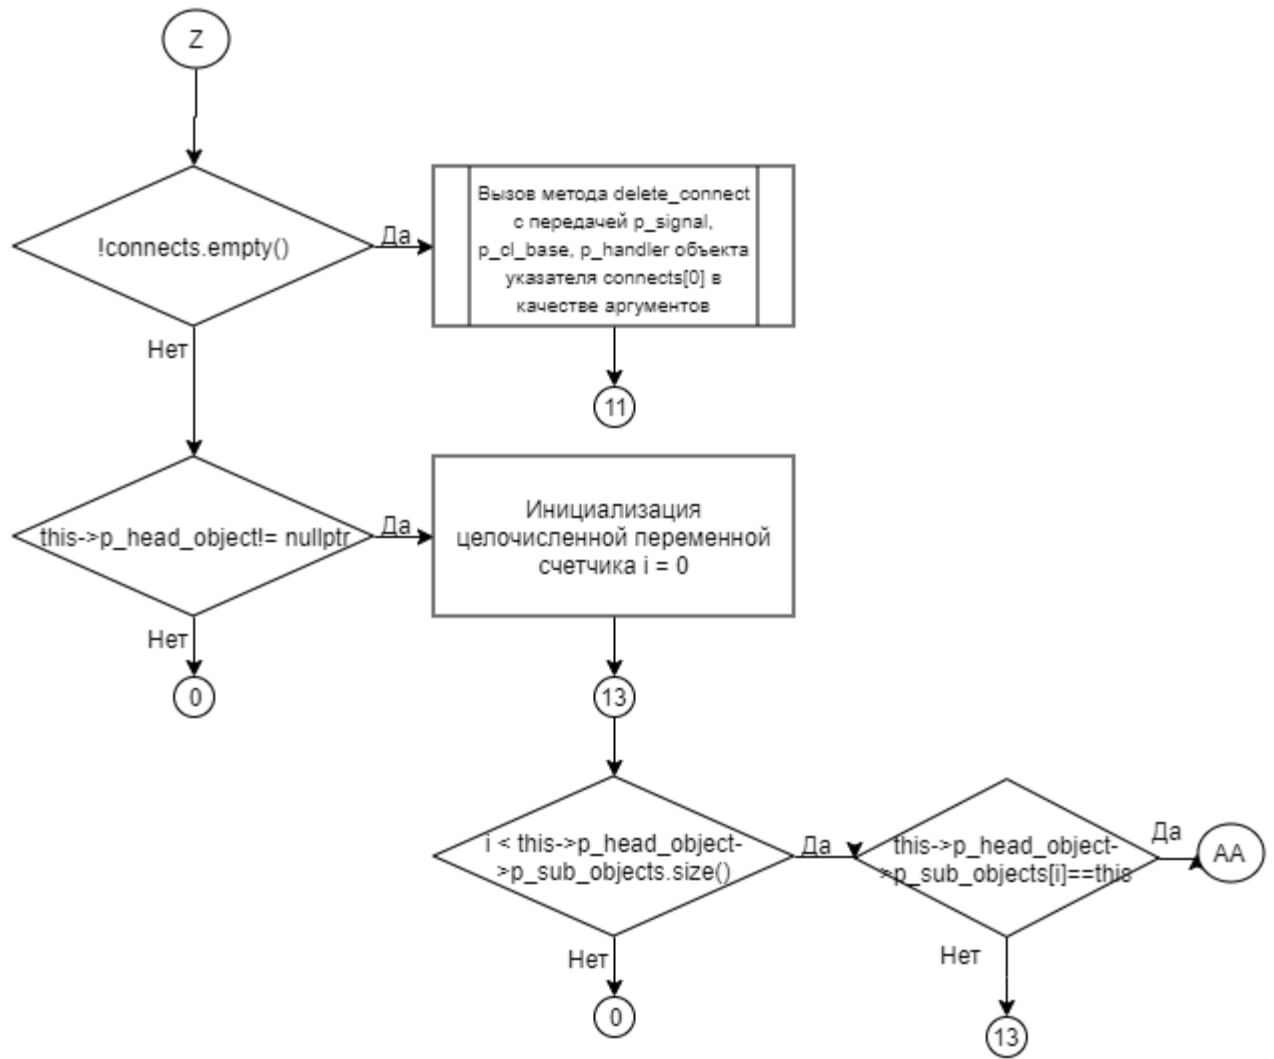 Z
!connects.empty()
Да
Вызов метода delete_connect
с передачей p_signal,
p_cl_base, p_handler объекта
указателя connects[0] в
качестве аргументов
Нет
11
this->p_head_object!= nullptr
Да
Инициализация
целочисленной переменной
счетчика i = 0
Нет
0
13
i < this->p_head_object-
>p_sub_objects.size()
Да
this->p_head_object-
>p_sub_objects[i]==this
Да
AA
Нет
0
Нет
13